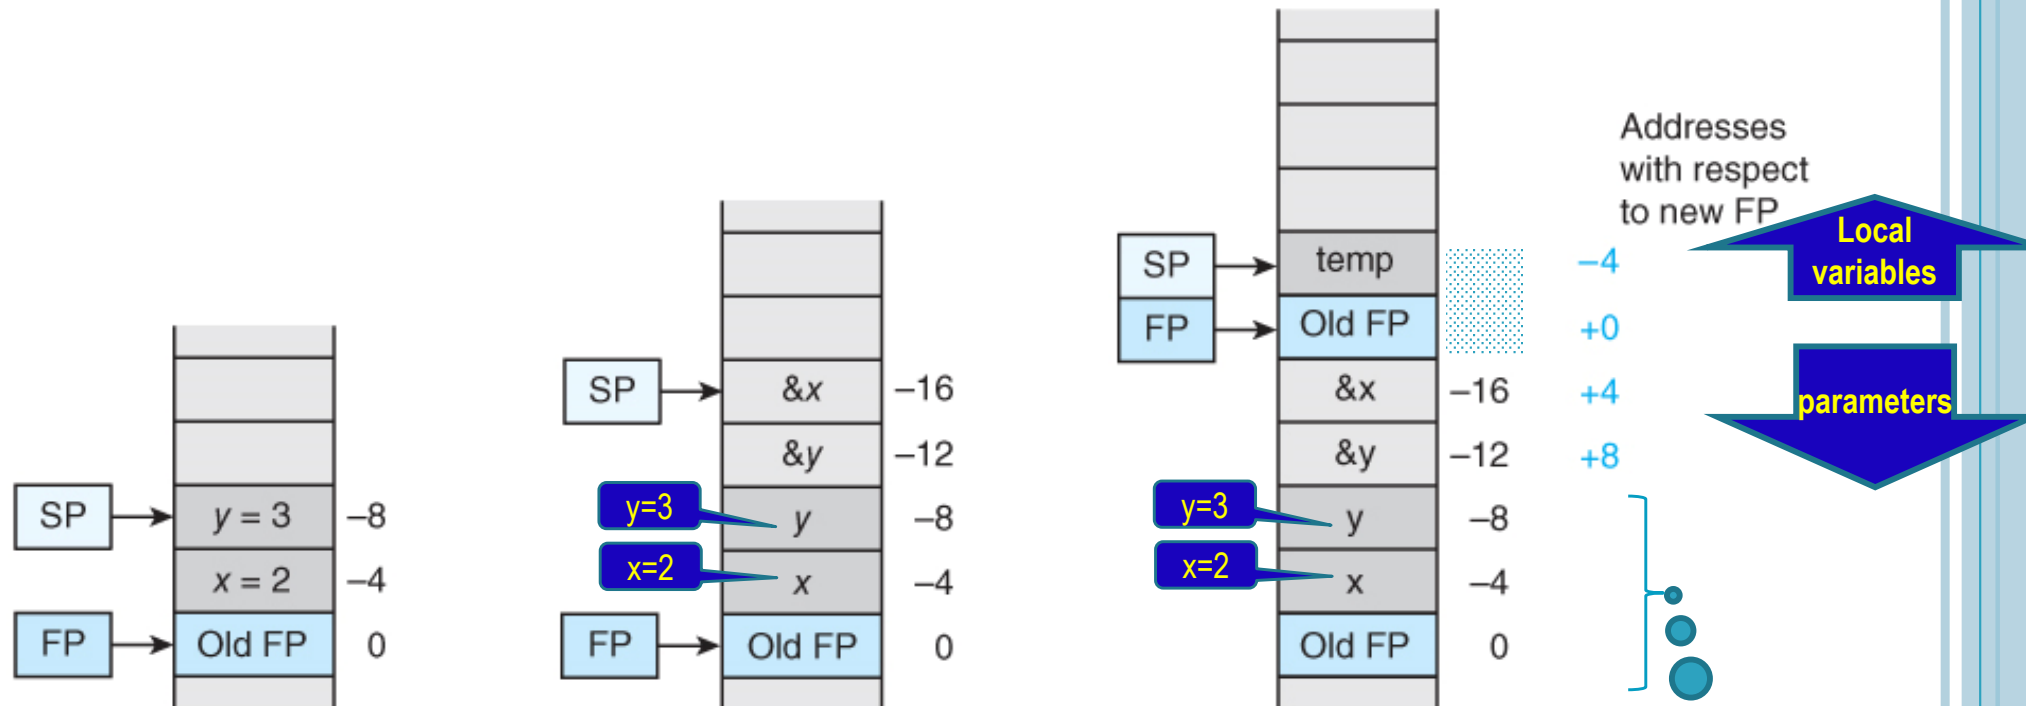 SP
y = 3
–8
x = 2
–4
FP
Old FP
0
SP
&x
–16
&y
–12
y=3
y
–8
x=2
x
–4
FP
Old FP
0
Addresses
with respect
to new FP
SP
temp
–4
FP
Old FP
+0
&x
–16
+4
&y
–12
+8
y=3
y
–8
x=2
x
–4
Old FP
0
Local
variables
parameters